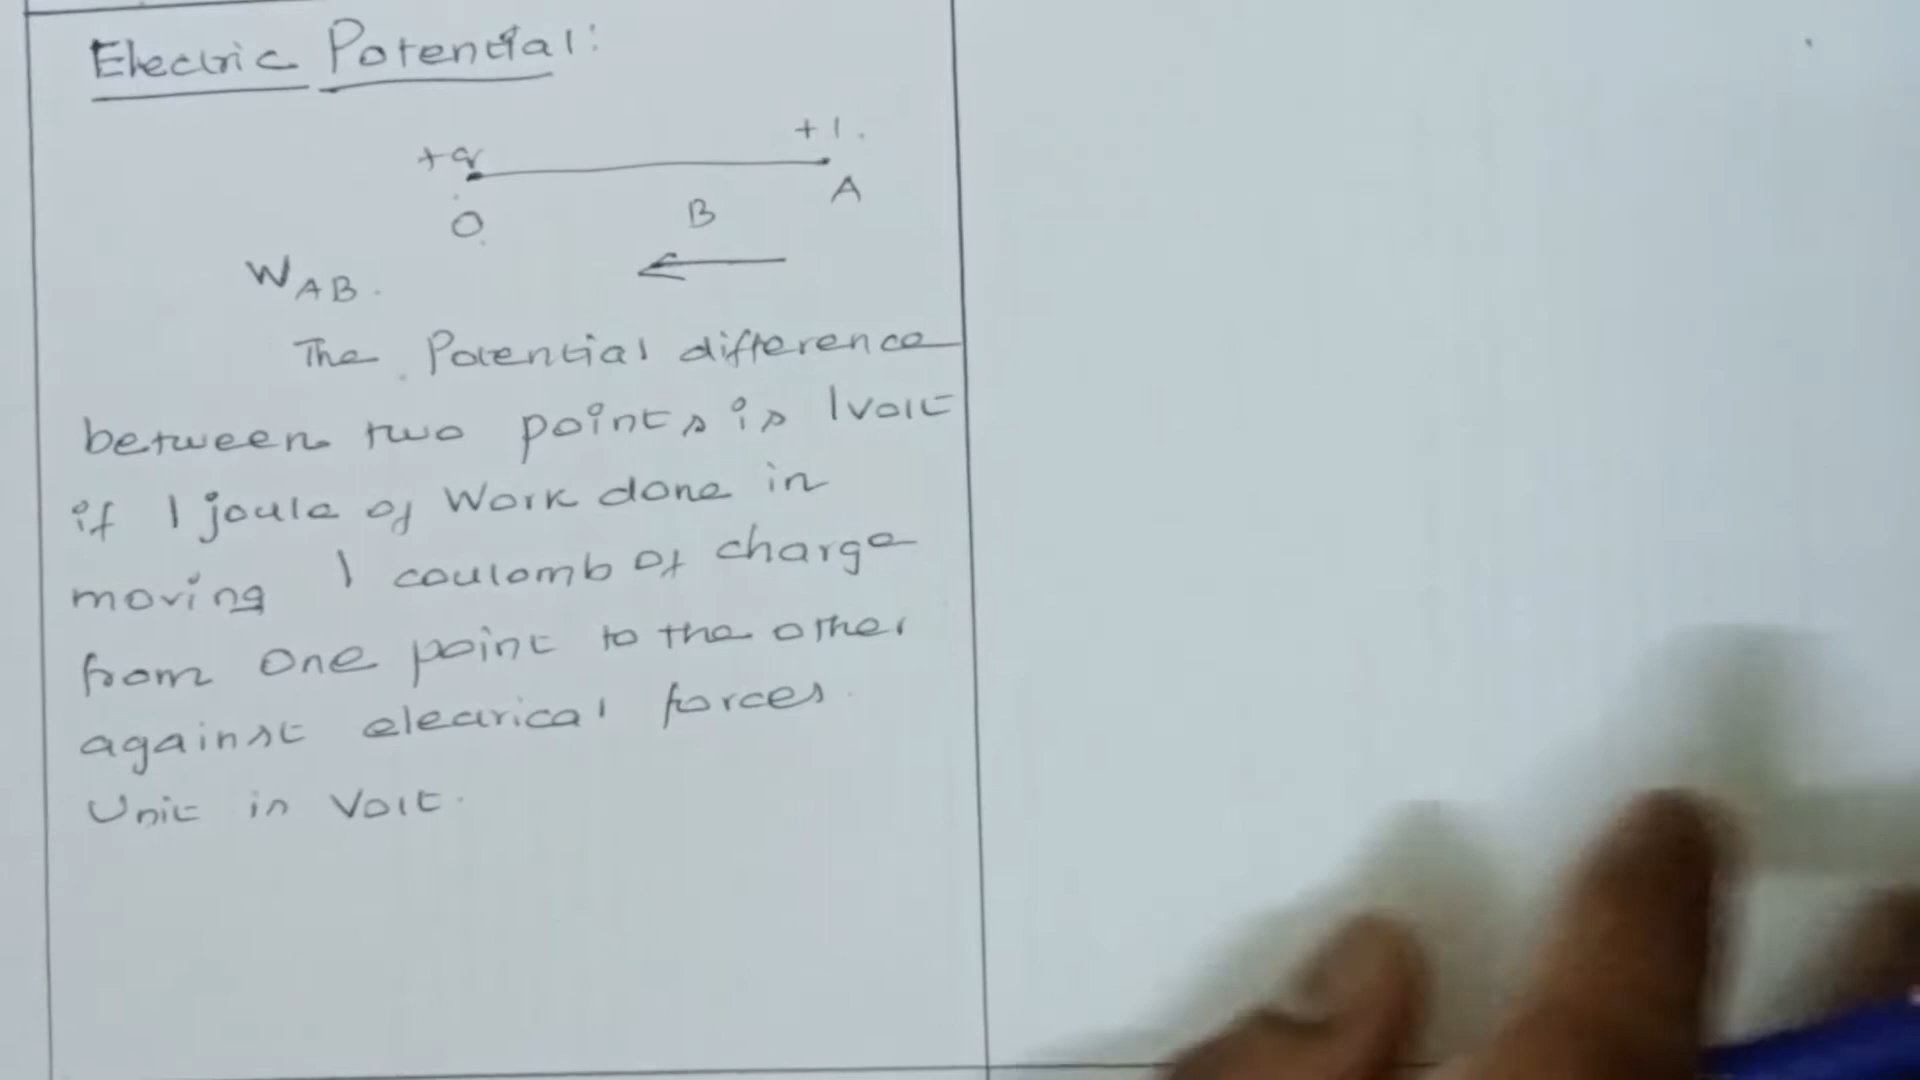 Electric Potential:
+q +1.
O B A
WAB.
The Potential difference
between two points is 1volt
if 1 joule of Work done in
moving 1 coulomb of charge
from One point to the other
against electrical forces.
Unit in Volt.